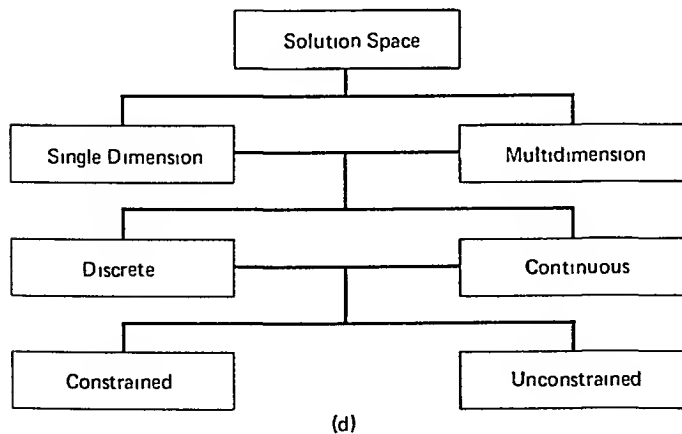 Solution Space
Single Dimension
Multidimension
Discrete
Continuous
Constrained
Unconstrained
(d)